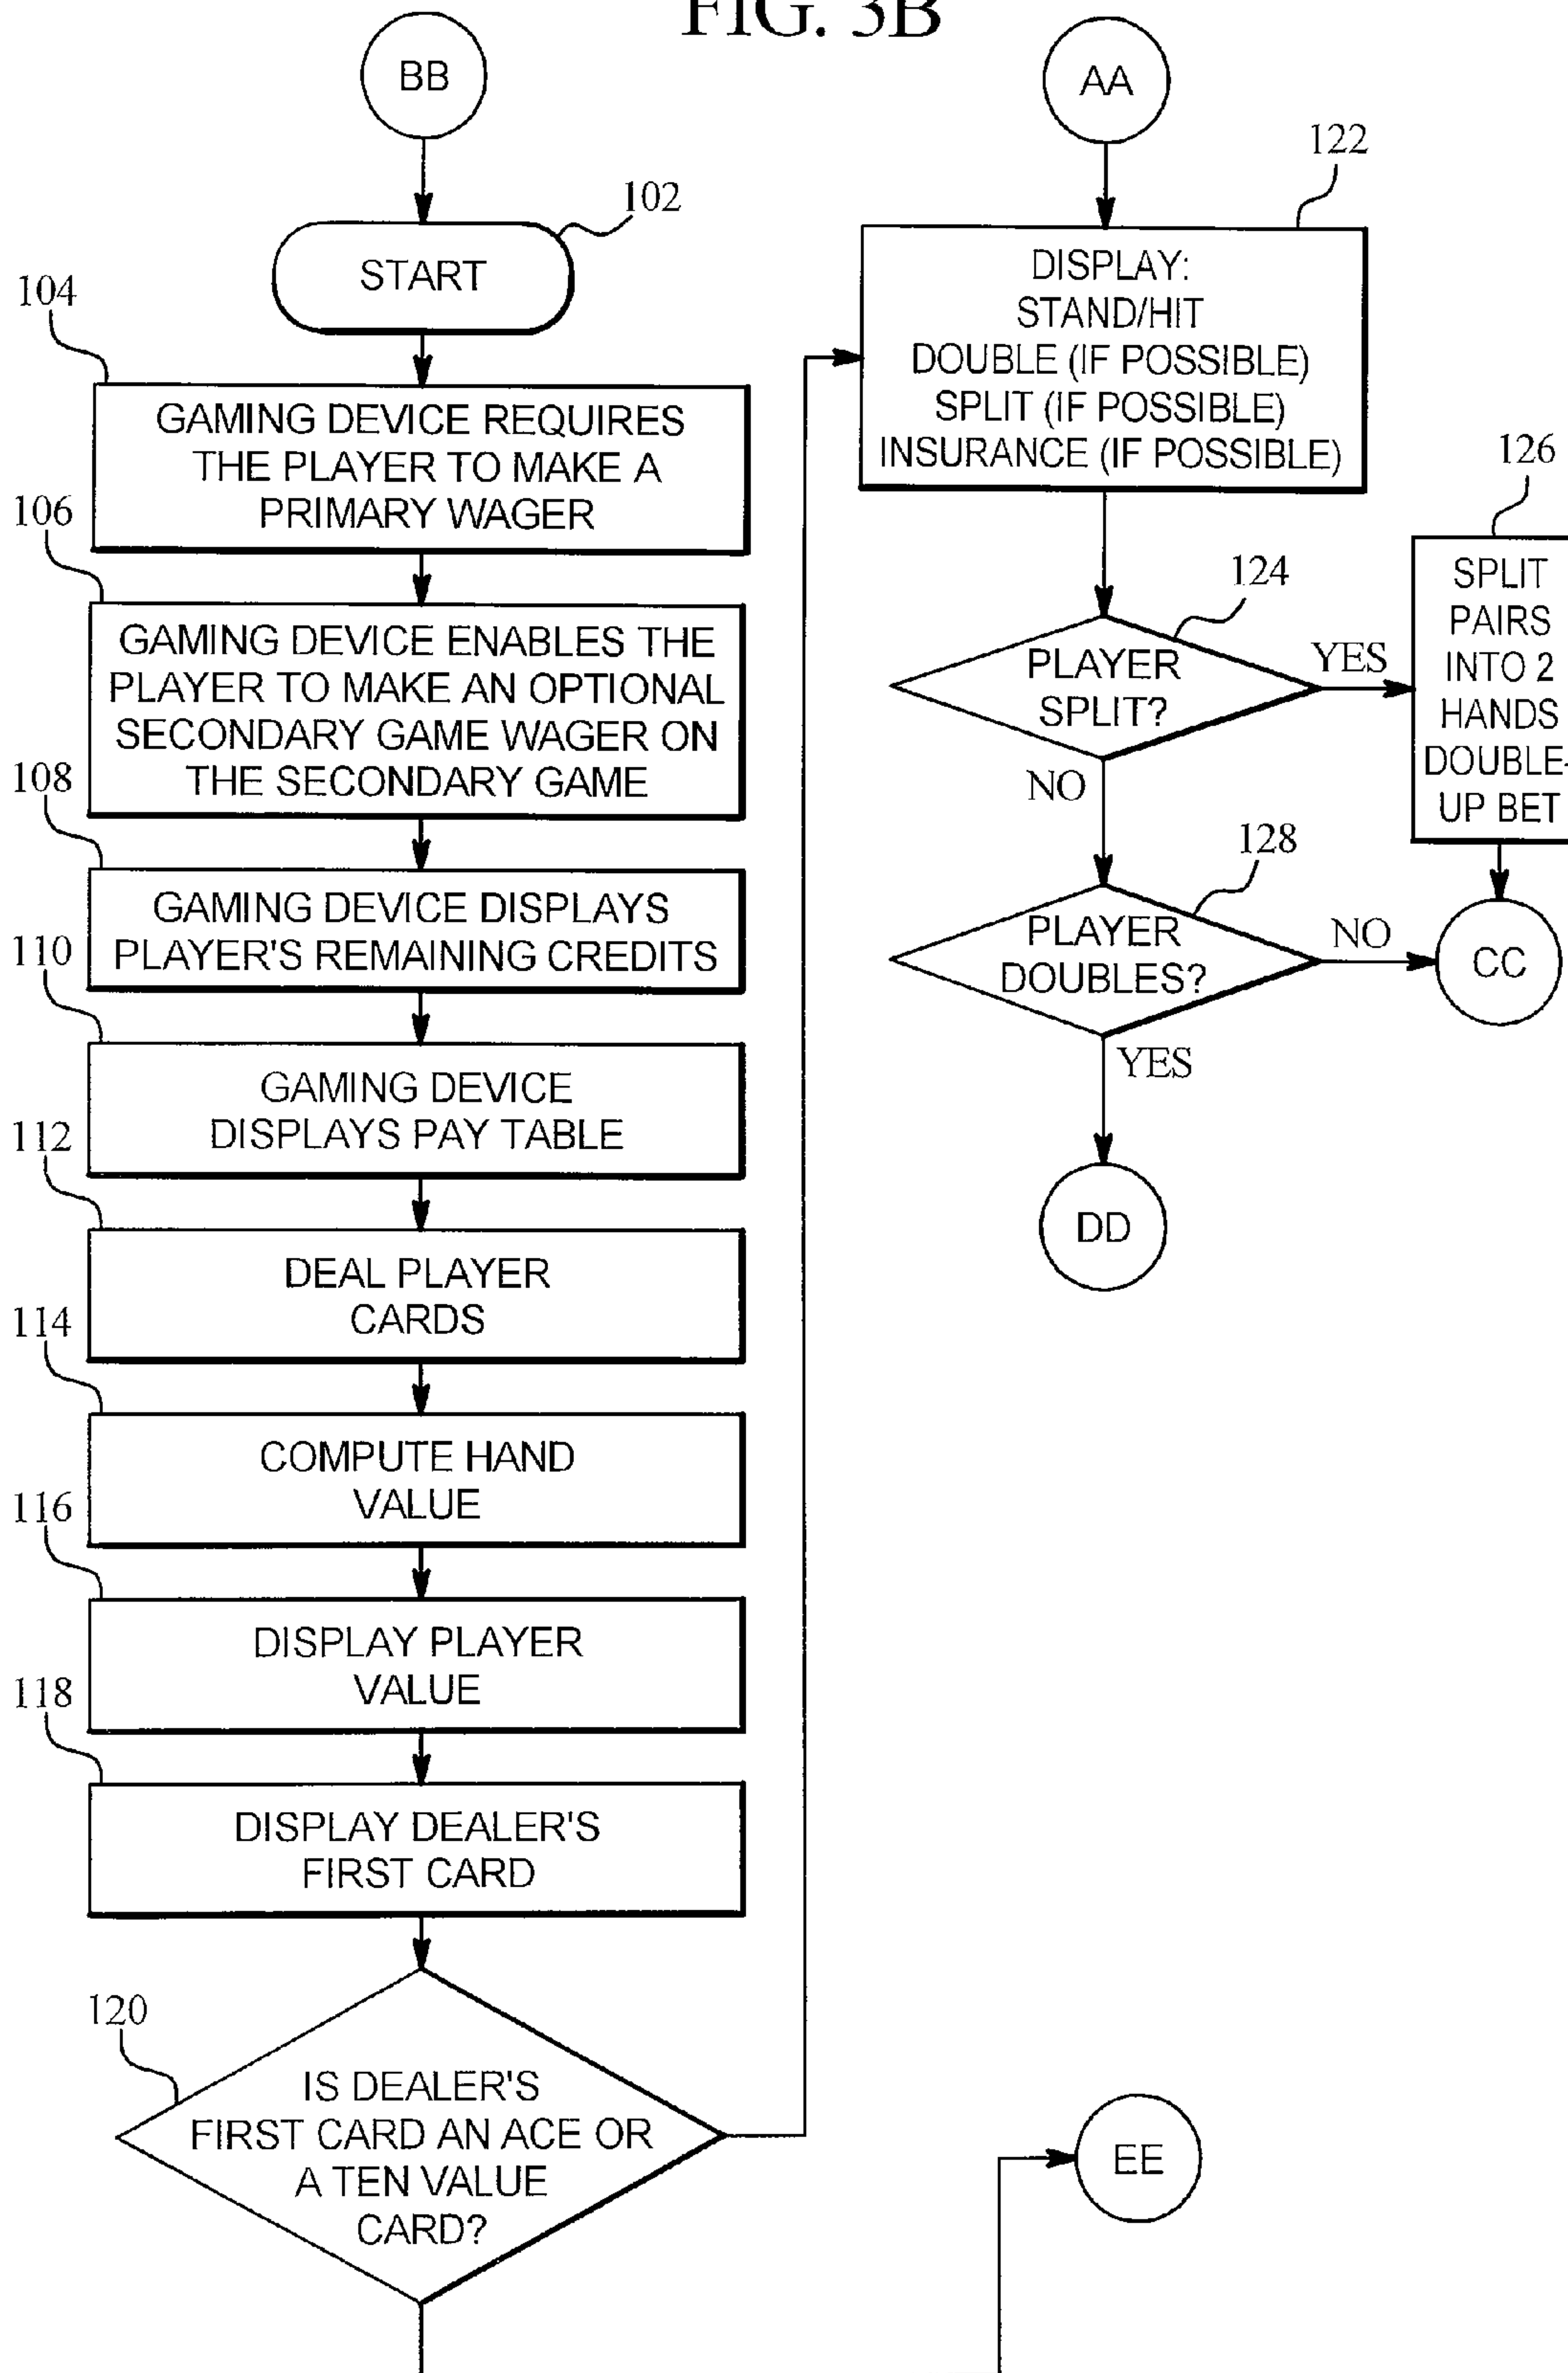 FIG. 3B
BB
102
START
104
GAMING DEVICE REQUIRES
THE PLAYER TO MAKE A
PRIMARY WAGER
106
GAMING DEVICE ENABLES THE
PLAYER TO MAKE AN OPTIONAL
SECONDARY GAME WAGER ON
THE SECONDARY GAME
108
GAMING DEVICE DISPLAYS
PLAYER'S REMAINING CREDITS
110
GAMING DEVICE
DISPLAYS PAY TABLE
112
DEAL PLAYER
CARDS
114
COMPUTE HAND
VALUE
116
DISPLAY PLAYER
VALUE
118
DISPLAY DEALER'S
FIRST CARD
120
IS DEALER'S
FIRST CARD AN ACE OR
A TEN VALUE
CARD?
AA
122
DISPLAY:
STAND/HIT
DOUBLE (IF POSSIBLE)
SPLIT (IF POSSIBLE)
INSURANCE (IF POSSIBLE)
124
PLAYER
SPLIT?
YES
126
SPLIT
PAIRS
INTO 2
HANDS
DOUBLE-
UP BET
NO
128
PLAYER
DOUBLES?
NO
CC
YES
DD
EE